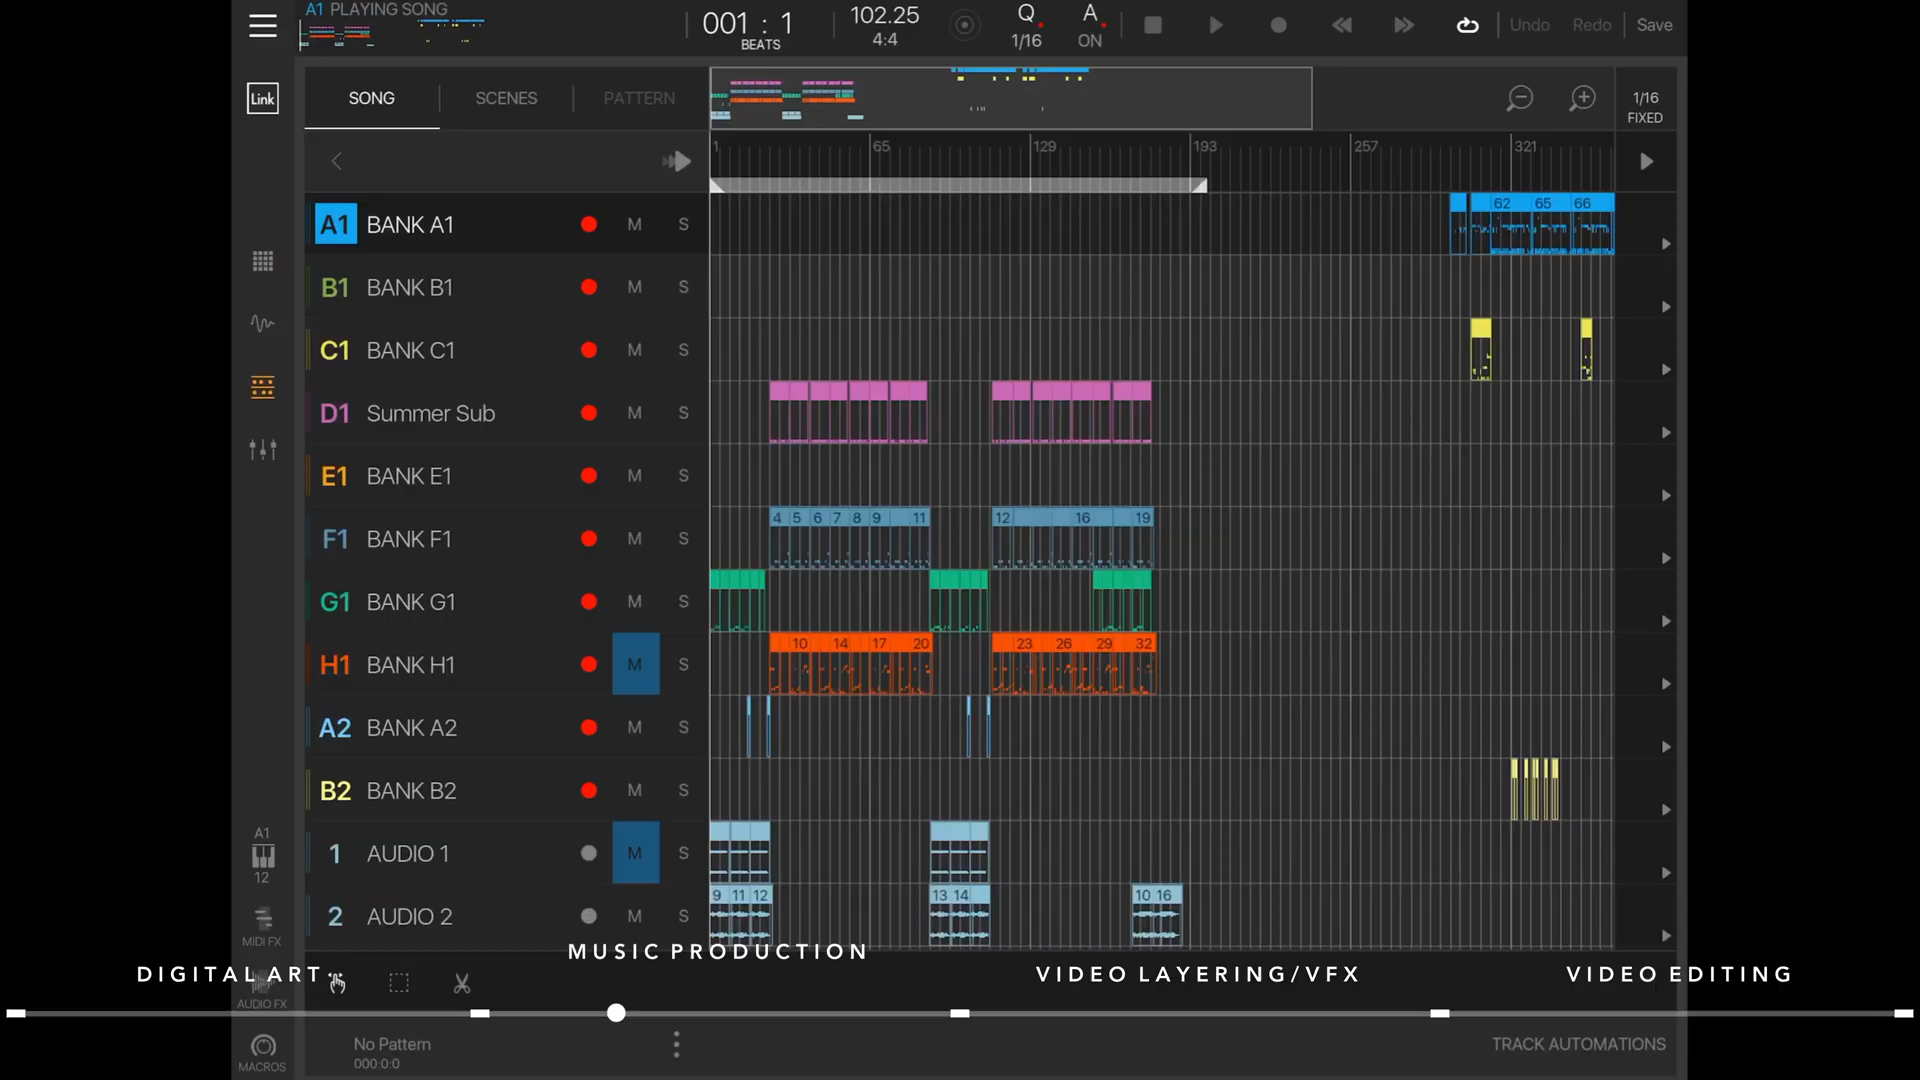 A1 PLAYING SONG
001 : 1
BEATS
102.25
4:4
Q
1/16
A
ON
Undo
Redo
Save
Link
SONG
SCENES
PATTERN
1/16
FIXED
1 65 129 193 257 321
A1 BANK A1 M S
62 65 66
B1 BANK B1 M S
C1 BANK C1 M S
D1 Summer Sub M S
E1 BANK E1 M S
F1 BANK F1 M S
4 5 6 7 8 9 11 12 16 19
G1 BANK G1 M S
H1 BANK H1 M S
10 14 17 20 23 26 29 32
A2 BANK A2 M S
B2 BANK B2 M S
A1
12
1 AUDIO 1 M S
2 AUDIO 2 M S
9 11 12 13 14 10 16
MIDI FX
MUSIC PRODUCTION
DIGITAL ART
VIDEO LAYERING/VFX
VIDEO EDITING
AUDIO FX
No Pattern
000:0:0
TRACK AUTOMATIONS
MACROS